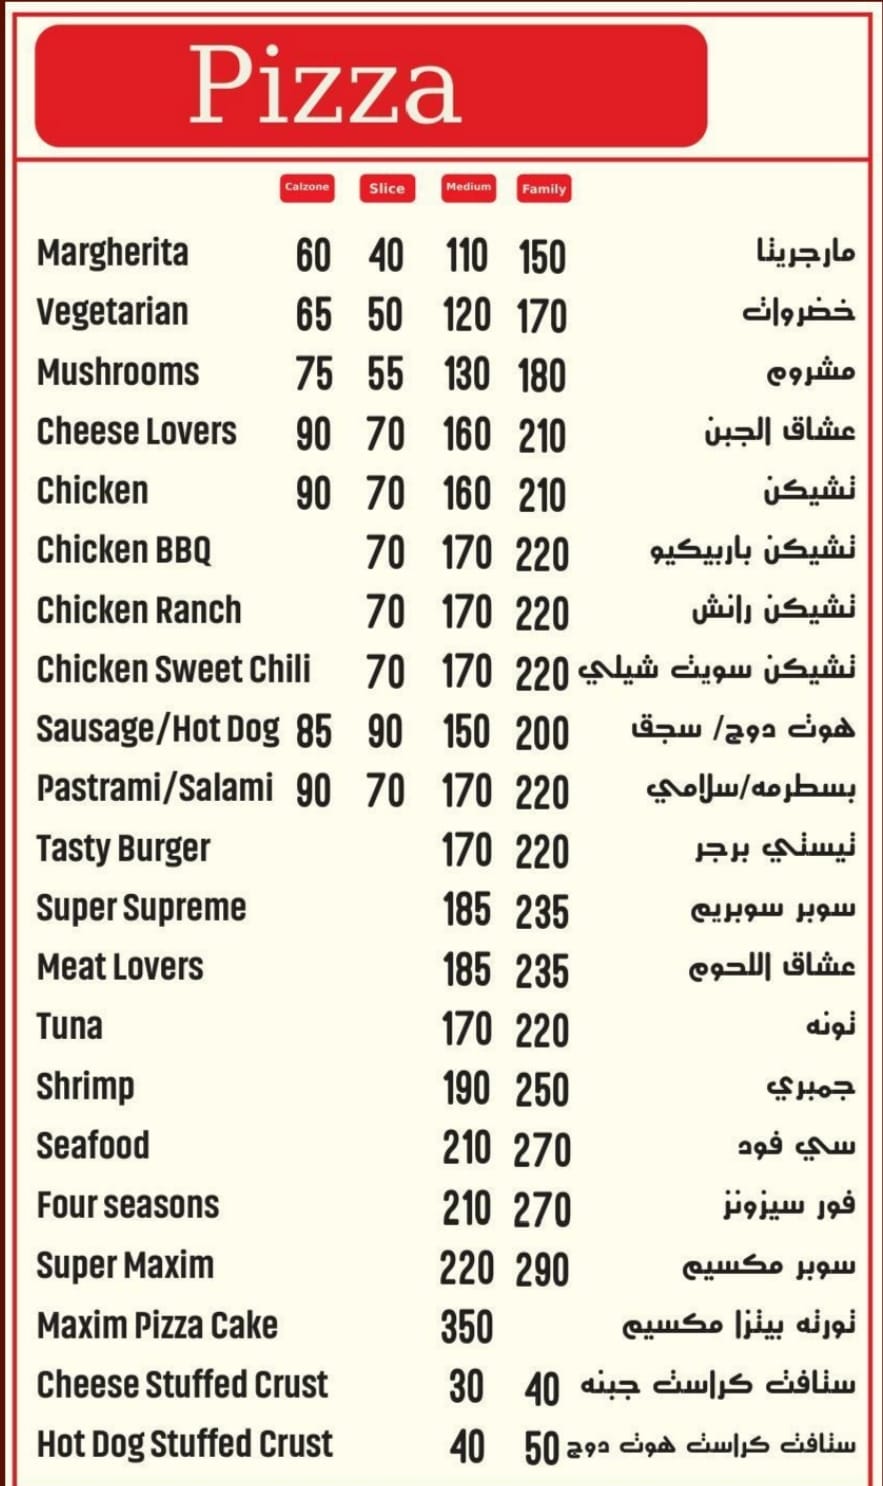 Pizza
Calzone Slice Medium Family
Margherita 60 40 110 150 مارجريتا
Vegetarian 65 50 120 170 خضروات
Mushrooms 75 55 130 180 مشروم
Cheese Lovers 90 70 160 210 عشاق الجبن
Chicken 90 70 160 210 تشيكن
Chicken BBQ 70 170 220 تشيكن باربيكيو
Chicken Ranch 70 170 220 تشيكن رانش
Chicken Sweet Chili 70 170 220 تشيكن سويت شيلي
Sausage/Hot Dog 85 90 150 200 هوت دوج/ سجق
Pastrami/Salami 90 70 170 220 بسطرمه/سلامي
Tasty Burger 170 220 تيستي برجر
Super Supreme 185 235 سوبر سوبريم
Meat Lovers 185 235 عشاق اللحوم
Tuna 170 220 تونه
Shrimp 190 250 جمبري
Seafood 210 270 سي فود
Four seasons 210 270 فور سيزونز
Super Maxim 220 290 سوبر مكسيم
Maxim Pizza Cake 350 تورته بيتزا مكسيم
Cheese Stuffed Crust 30 40 ستافت كراست جبنه
Hot Dog Stuffed Crust 40 50 ستافت كراست هوت دوج